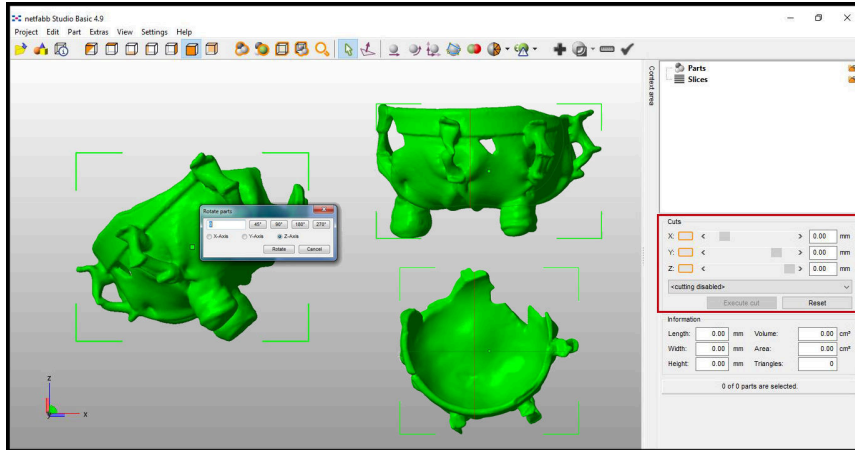 netfabb Studio Basic 4.9
Project Edit Part Extras View Settings Help
Context area
Parts
Slices
Rotate parts
45° 90° 180° 270°
X-Axis Y-Axis Z-Axis
Rotate Cancel
Cuts
X: < > 0.00 mm
Y: < > 0.00 mm
Z: < > 0.00 mm
<cutting disabled>
Execute cut Reset
Information
Length: 0.00 mm Volume: 0.00 cm³
Width: 0.00 mm Area: 0.00 cm²
Height: 0.00 mm Triangles: 0
0 of 0 parts are selected.
z
x